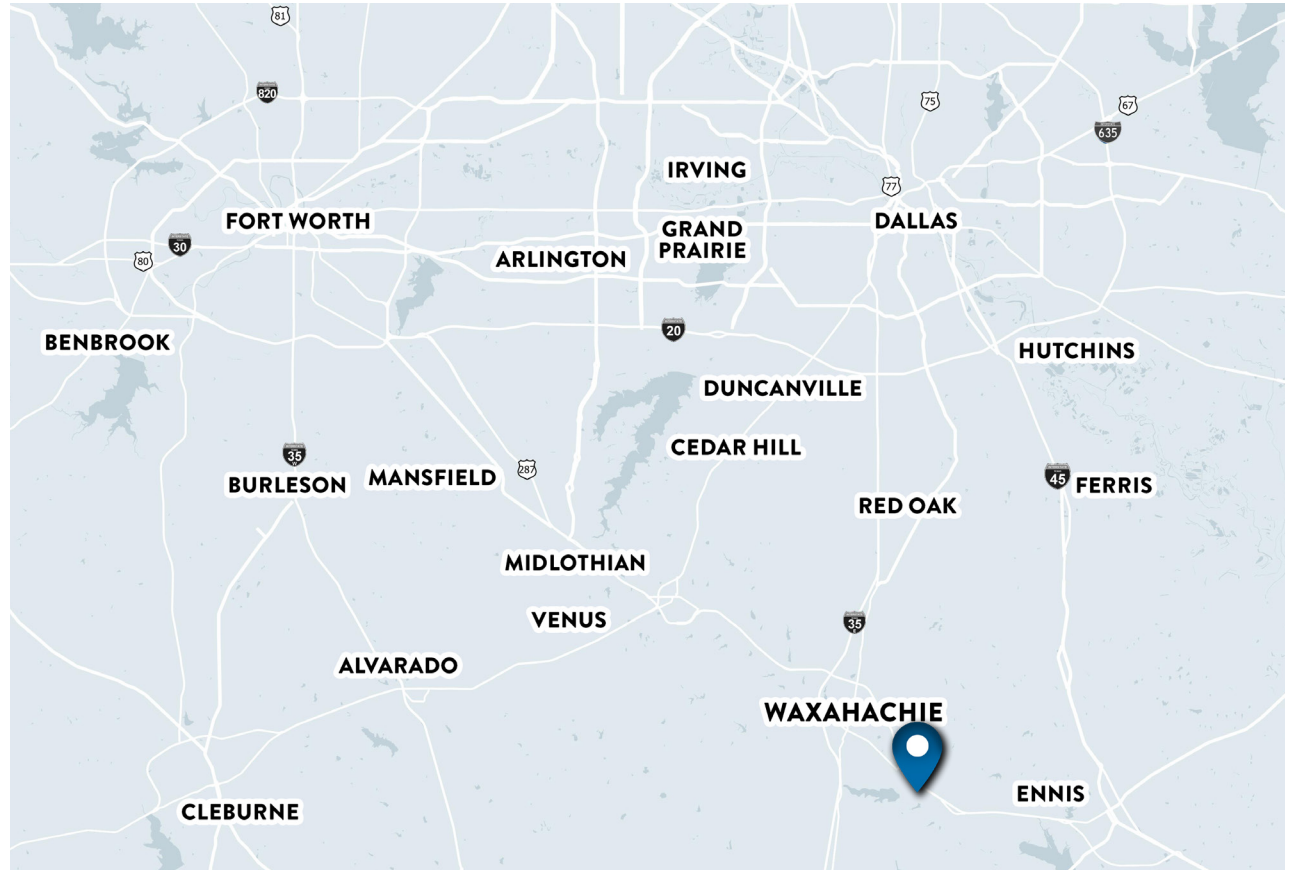 81
820
75
67
635
IRVING
77
FORT WORTH
DALLAS
GRAND
PRAIRIE
30
80
ARLINGTON
20
BENBROOK
HUTCHINS
DUNCANVILLE
CEDAR HILL
35
BURLESON
MANSFIELD
287
45
FERRIS
RED OAK
MIDLOTHIAN
VENUS
35
ALVARADO
WAXAHACHIE
ENNIS
CLEBURNE